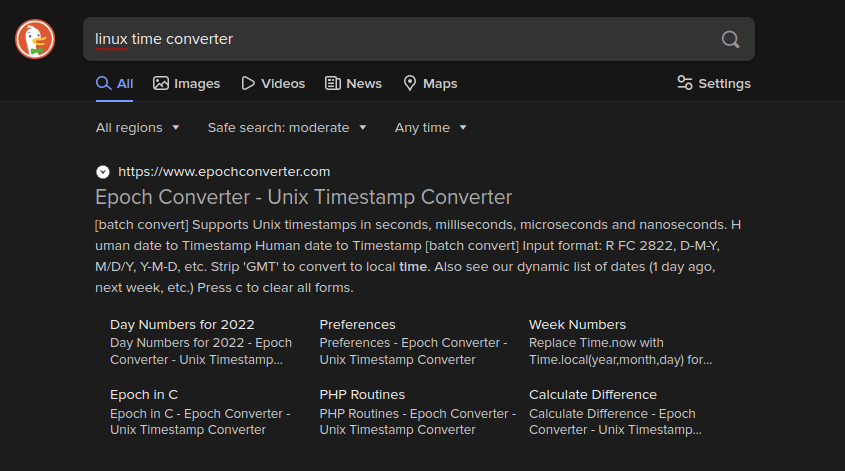 linux time converter
All Images Videos News Maps Settings
All regions Safe search: moderate Any time
https://www.epochconverter.com
Epoch Converter - Unix Timestamp Converter
[batch convert] Supports Unix timestamps in seconds, milliseconds, microseconds and nanoseconds. H
uman date to Timestamp Human date to Timestamp [batch convert] Input format: R FC 2822, D-M-Y,
M/D/Y, Y-M-D, etc. Strip 'GMT' to convert to local time. Also see our dynamic list of dates (1 day ago,
next week, etc.) Press c to clear all forms.
Day Numbers for 2022
Day Numbers for 2022 - Epoch
Converter - Unix Timestamp...
Preferences
Preferences - Epoch Converter -
Unix Timestamp Converter
Week Numbers
Replace Time.now with
Time.local(year,month,day) for...
Epoch in C
Epoch in C - Epoch Converter -
Unix Timestamp Converter
PHP Routines
PHP Routines - Epoch Converter -
Unix Timestamp Converter
Calculate Difference
Calculate Difference - Epoch
Converter - Unix Timestamp...